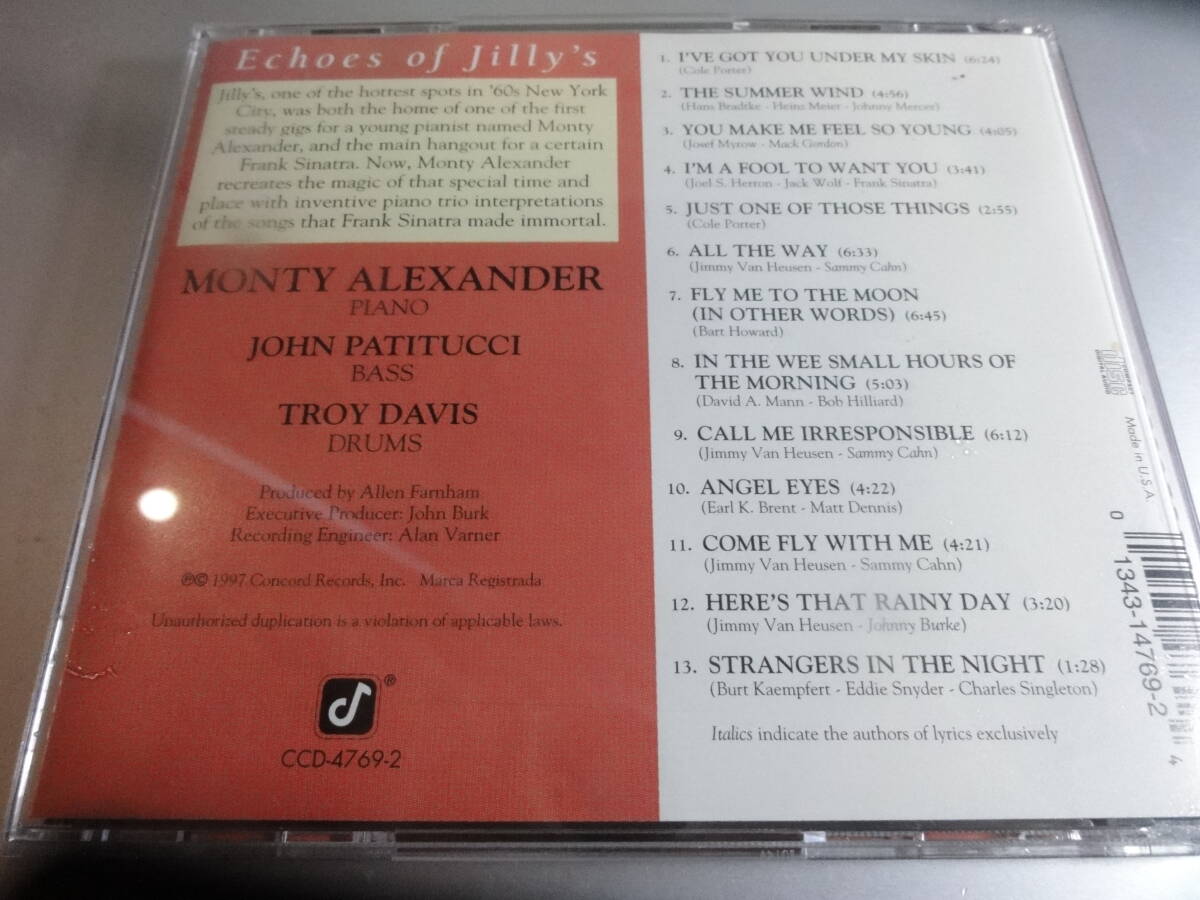 Echoes of Jilly's
Jilly's, one of the hottest spots in '60s New York
City, was both the home of one of the first
steady gigs for a young pianist named Monty
Alexander, and the main hangout for a certain
Frank Sinatra. Now, Monty Alexander
recreates the magic of that special time and
place with inventive piano trio interpretations
of the songs that Frank Sinatra made immortal.
MONTY ALEXANDER
PIANO
JOHN PATITUCCI
BASS
TROY DAVIS
DRUMS
Produced by Allen Farnham
Executive Producer: John Burk
Recording Engineer: Alan Varner
℗© 1997 Concord Records, Inc. Marca Registrada
Unauthorized duplication is a violation of applicable laws.
®
CCD-4769-2
1. I'VE GOT YOU UNDER MY SKIN (6:24)
(Cole Porter)
2. THE SUMMER WIND (4:56)
(Hans Bradtke - Heinz Meier - Johnny Mercer)
3. YOU MAKE ME FEEL SO YOUNG (4:05)
(Josef Myrow - Mack Gordon)
4. I'M A FOOL TO WANT YOU (3:41)
(Joel S. Herron - Jack Wolf - Frank Sinatra)
5. JUST ONE OF THOSE THINGS (2:55)
(Cole Porter)
6. ALL THE WAY (6:33)
(Jimmy Van Heusen - Sammy Cahn)
7. FLY ME TO THE MOON
(IN OTHER WORDS) (6:45)
(Bart Howard)
8. IN THE WEE SMALL HOURS OF
THE MORNING (5:03)
(David A. Mann - Bob Hilliard)
9. CALL ME IRRESPONSIBLE (6:12)
(Jimmy Van Heusen - Sammy Cahn)
10. ANGEL EYES (4:22)
(Earl K. Brent - Matt Dennis)
11. COME FLY WITH ME (4:21)
(Jimmy Van Heusen - Sammy Cahn)
12. HERE'S THAT RAINY DAY (3:20)
(Jimmy Van Heusen - Johnny Burke)
13. STRANGERS IN THE NIGHT (1:28)
(Burt Kaempfert - Eddie Snyder - Charles Singleton)
Italics indicate the authors of lyrics exclusively
COMPACT
disc
DIGITAL AUDIO
Made in U.S.A.
0 1343-14769-2 4